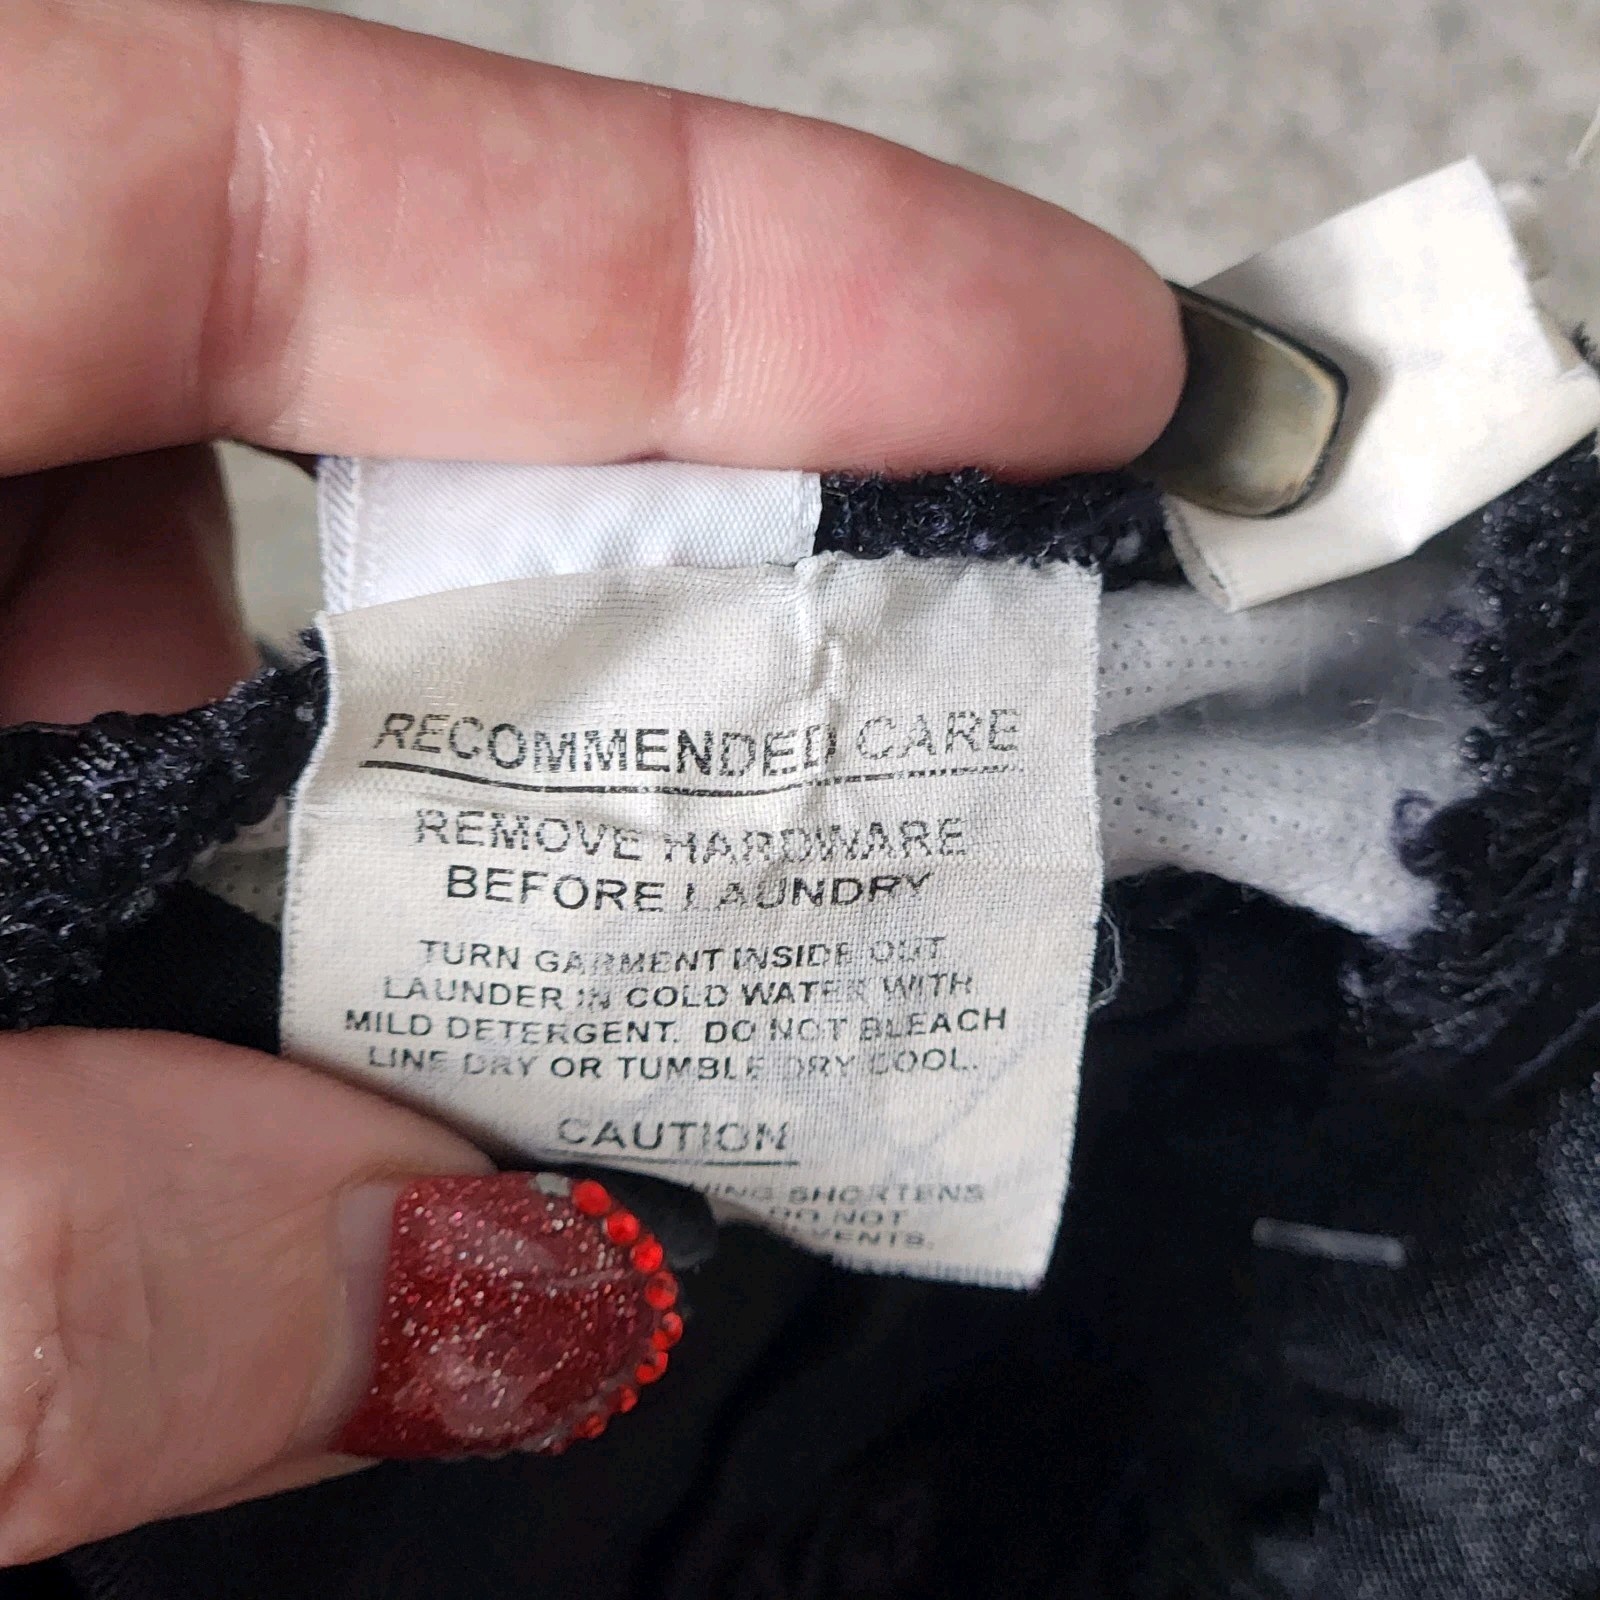 RECOMMENDED CARE
REMOVE HARDWARE
BEFORE LAUNDRY
TURN GARMENT INSIDE OUT
LAUNDER IN COLD WATER WITH
MILD DETERGENT. DO NOT BLEACH
LINE DRY OR TUMBLE DRY COOL.
CAUTION
SHORTENS
DO NOT